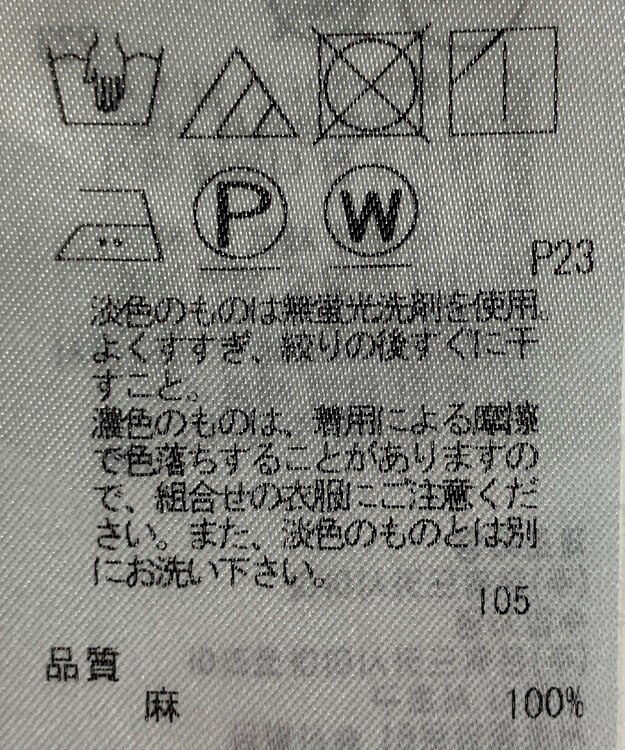 P W
P23
淡色のものは無蛍光洗剤を使用。
よくすすぎ、絞りの後すぐに干
すこと。
濃色のものは、着用による摩擦
で色落ちすることがありますの
で、組合せの衣服にご注意くだ
さい。また、淡色のものとは別
にお洗い下さい。
105
品質
麻 100%